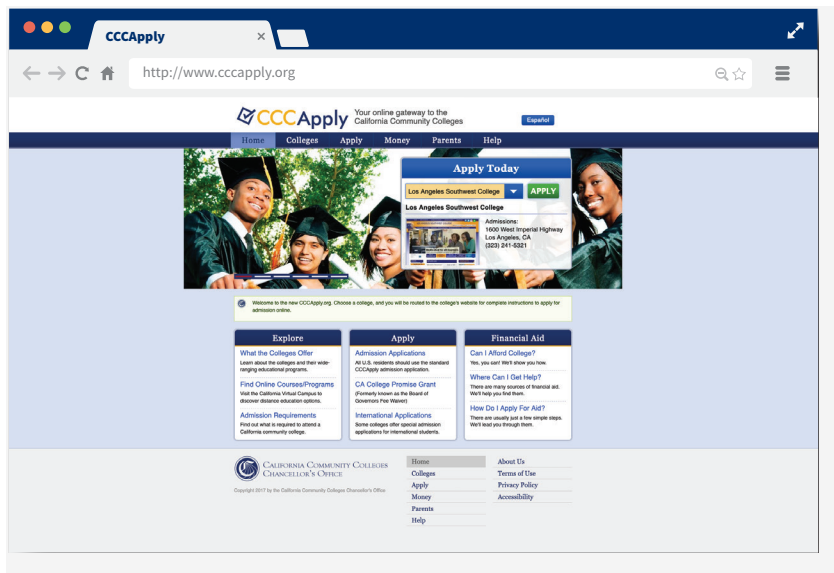 CCCApply ×
http://www.cccapply.org
CCCApply Your online gateway to the
California Community Colleges
Español
Home Colleges Apply Money Parents Help
Apply Today
Los Angeles Southwest College APPLY
Los Angeles Southwest College
Admissions:
1600 West Imperial Highway
Los Angeles, CA
(323) 241-5321
Welcome to the new CCCApply.org. Choose a college, and you will be routed to the college's website for complete instructions to apply for
admission online.
Explore
What the Colleges Offer
Learn about the colleges and their wide-
ranging educational programs.
Find Online Courses/Programs
Visit the California Virtual Campus to
discover distance education options.
Admission Requirements
Find out what is required to attend a
California community college.
Apply
Admission Applications
All U.S. residents should use the standard
CCCApply admission application.
CA College Promise Grant
(Formerly known as the Board of
Governors Fee Waiver)
International Applications
Some colleges offer special admission
applications for international students.
Financial Aid
Can I Afford College?
Yes, you can! We'll show you how.
Where Can I Get Help?
There are many sources of financial aid.
We'll help you find them.
How Do I Apply For Aid?
There are usually just a few simple steps.
We'll lead you through them.
California Community Colleges
Chancellor's Office
Copyright 2017 by the California Community Colleges Chancellor's Office
Home
Colleges
Apply
Money
Parents
Help
About Us
Terms of Use
Privacy Policy
Accessibility